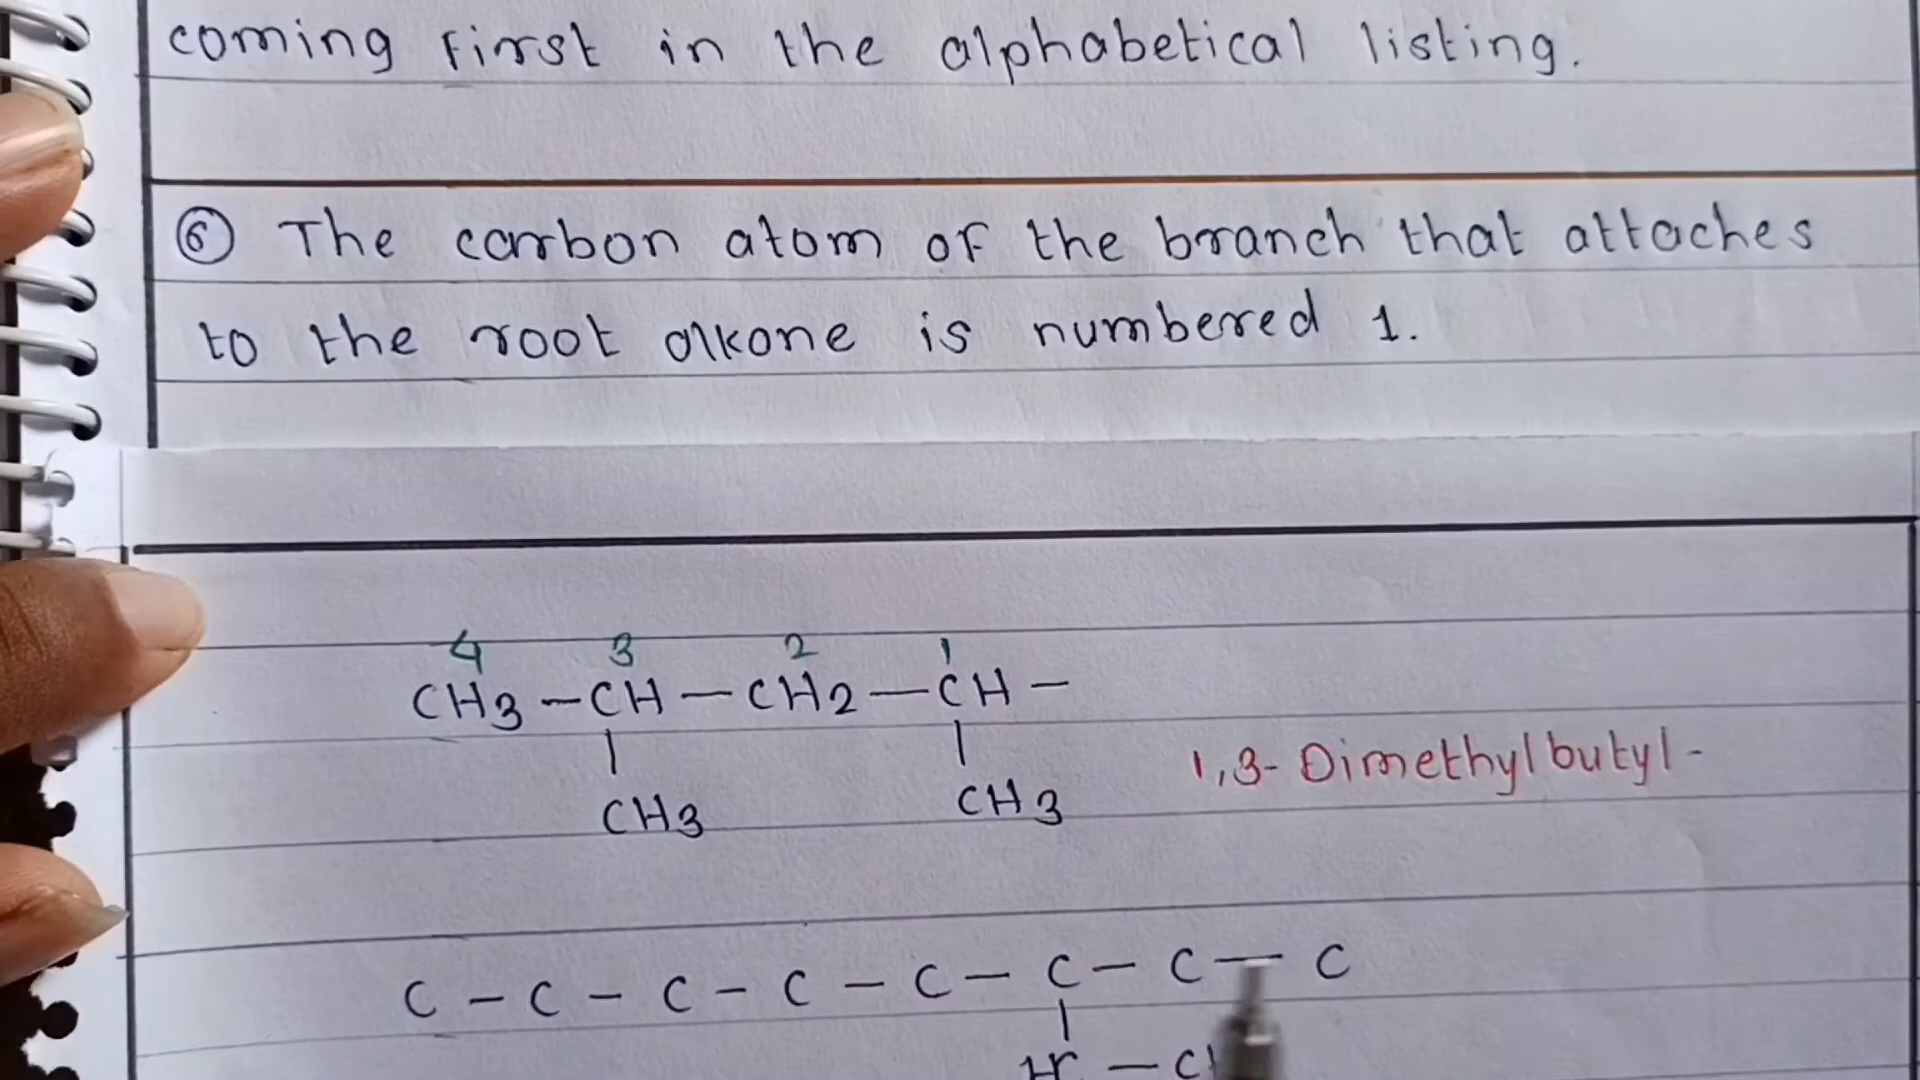 coming first in the alphabetical listing.
⑥ The carbon atom of the branch that attaches
to the root alkane is numbered 1.
4 3 2 1
CH3 - CH - CH2 - CH -
| |
CH3 CH3
1,3- Dimethylbutyl-
C - C - C - C - C - C - C - C
|